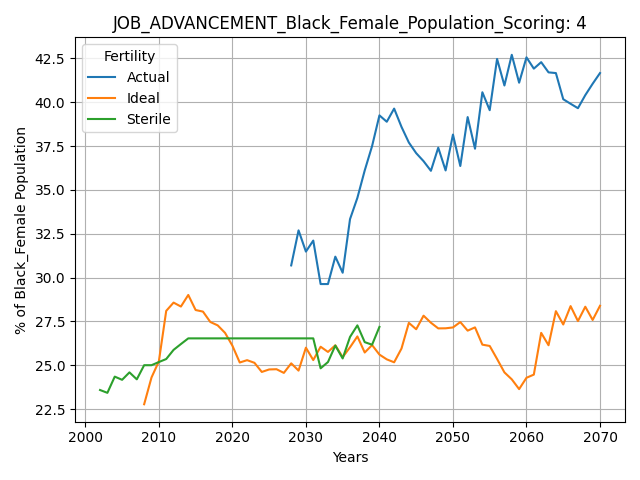 JOB_ADVANCEMENT_Black_Female_Population_Scoring: 4
Fertility
Actual
Ideal
Sterile
% of Black_Female Population
42.5
40.0
37.5
35.0
32.5
30.0
27.5
25.0
22.5
2000 2010 2020 2030 2040 2050 2060 2070
Years